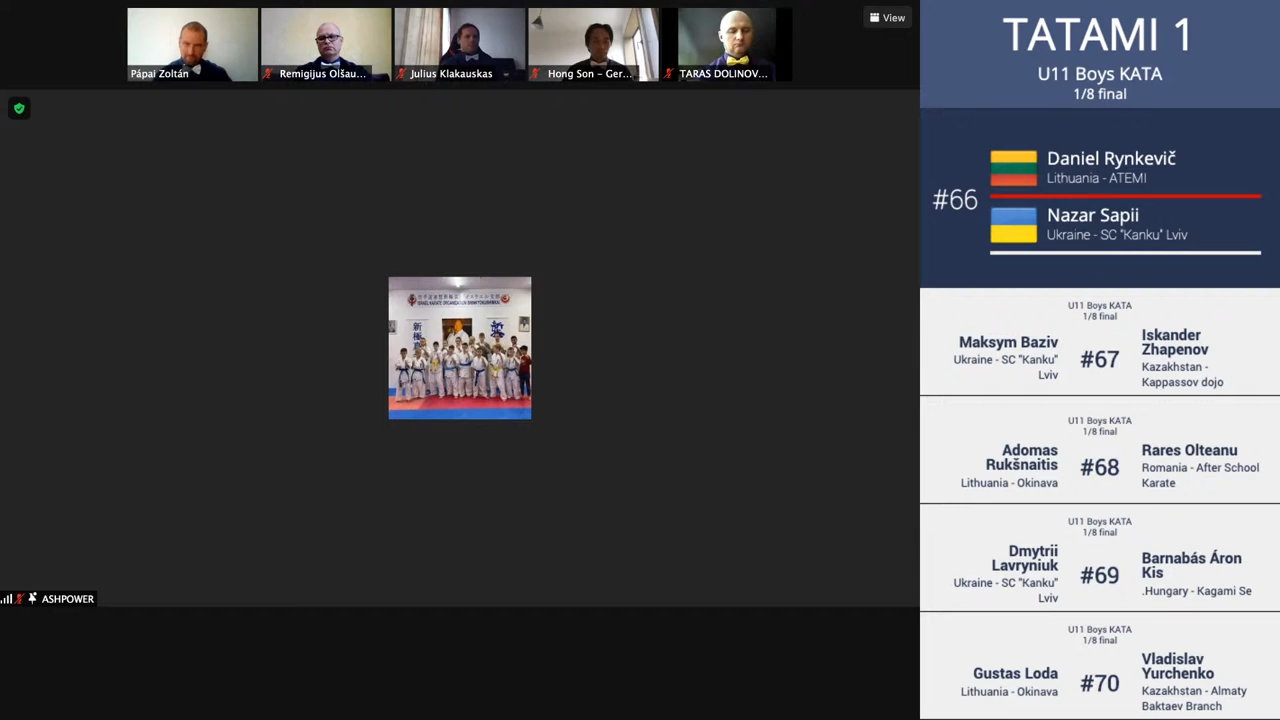 View
Pápai Zoltán
Remigijus Olšau...
Julius Klakauskas
Hong Son – Ger...
TARAS DOLINOV...
ISRAEL KARATE ORGANIZATION SHINKYOKUSHINKAI
ASHPOWER
TATAMI 1
U11 Boys KATA
1/8 final
#66
Daniel Rynkevič
Lithuania - ATEMI
Nazar Sapii
Ukraine - SC "Kanku" Lviv
U11 Boys KATA
1/8 final
Maksym Baziv
Ukraine - SC "Kanku"
Lviv
#67
Iskander
Zhapenov
Kazakhstan -
Kappassov dojo
U11 Boys KATA
1/8 final
Adomas
Rukšnaitis
Lithuania - Okinava
#68
Rares Olteanu
Romania - After School
Karate
U11 Boys KATA
1/8 final
Dmytrii
Lavryniuk
Ukraine - SC "Kanku"
Lviv
#69
Barnabás Áron
Kis
.Hungary - Kagami Se
U11 Boys KATA
1/8 final
Gustas Loda
Lithuania - Okinava
#70
Vladislav
Yurchenko
Kazakhstan - Almaty
Baktaev Branch